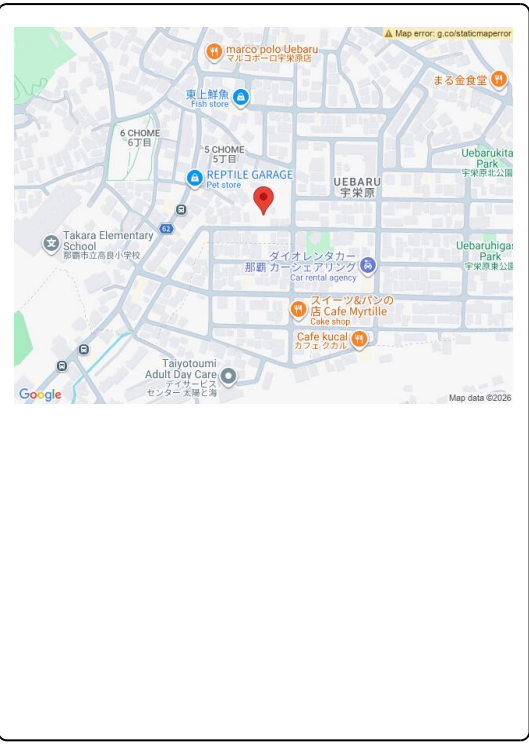 Map error: g.co/staticmaperror
marco polo Uebaru
マルコポーロ宇栄原店
まる金食堂
東上鮮魚
Fish store
6 CHOME
6丁目
5 CHOME
5丁目
Uebarukita
Park
宇栄原北公園
REPTILE GARAGE
Pet store
UEBARU
宇栄原
62
Takara Elementary
School
那覇市立高良小学校
Uebaruhigas
Park
宇栄原東公園
ダイオレンタカー
那覇 カーシェアリング
Car rental agency
スイーツ&パンの
店 Cafe Myrtille
Cake shop
Cafe kucal
カフェ クカル
Taiyotoumi
Adult Day Care
デイサービス
センター 太陽と海
Google
Map data ©2026